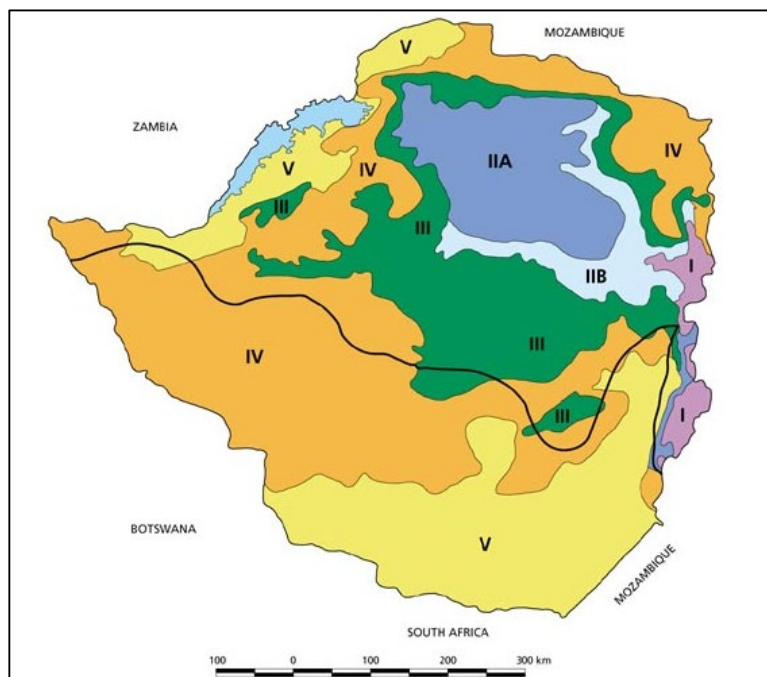 MOZAMBIQUE
V
ZAMBIA
IV
IIA
IV
V
III
III
I
IIB
III
IV
III
I
BOTSWANA
V
MOZAMBIQUE
SOUTH AFRICA
100 0 100 200 300 km